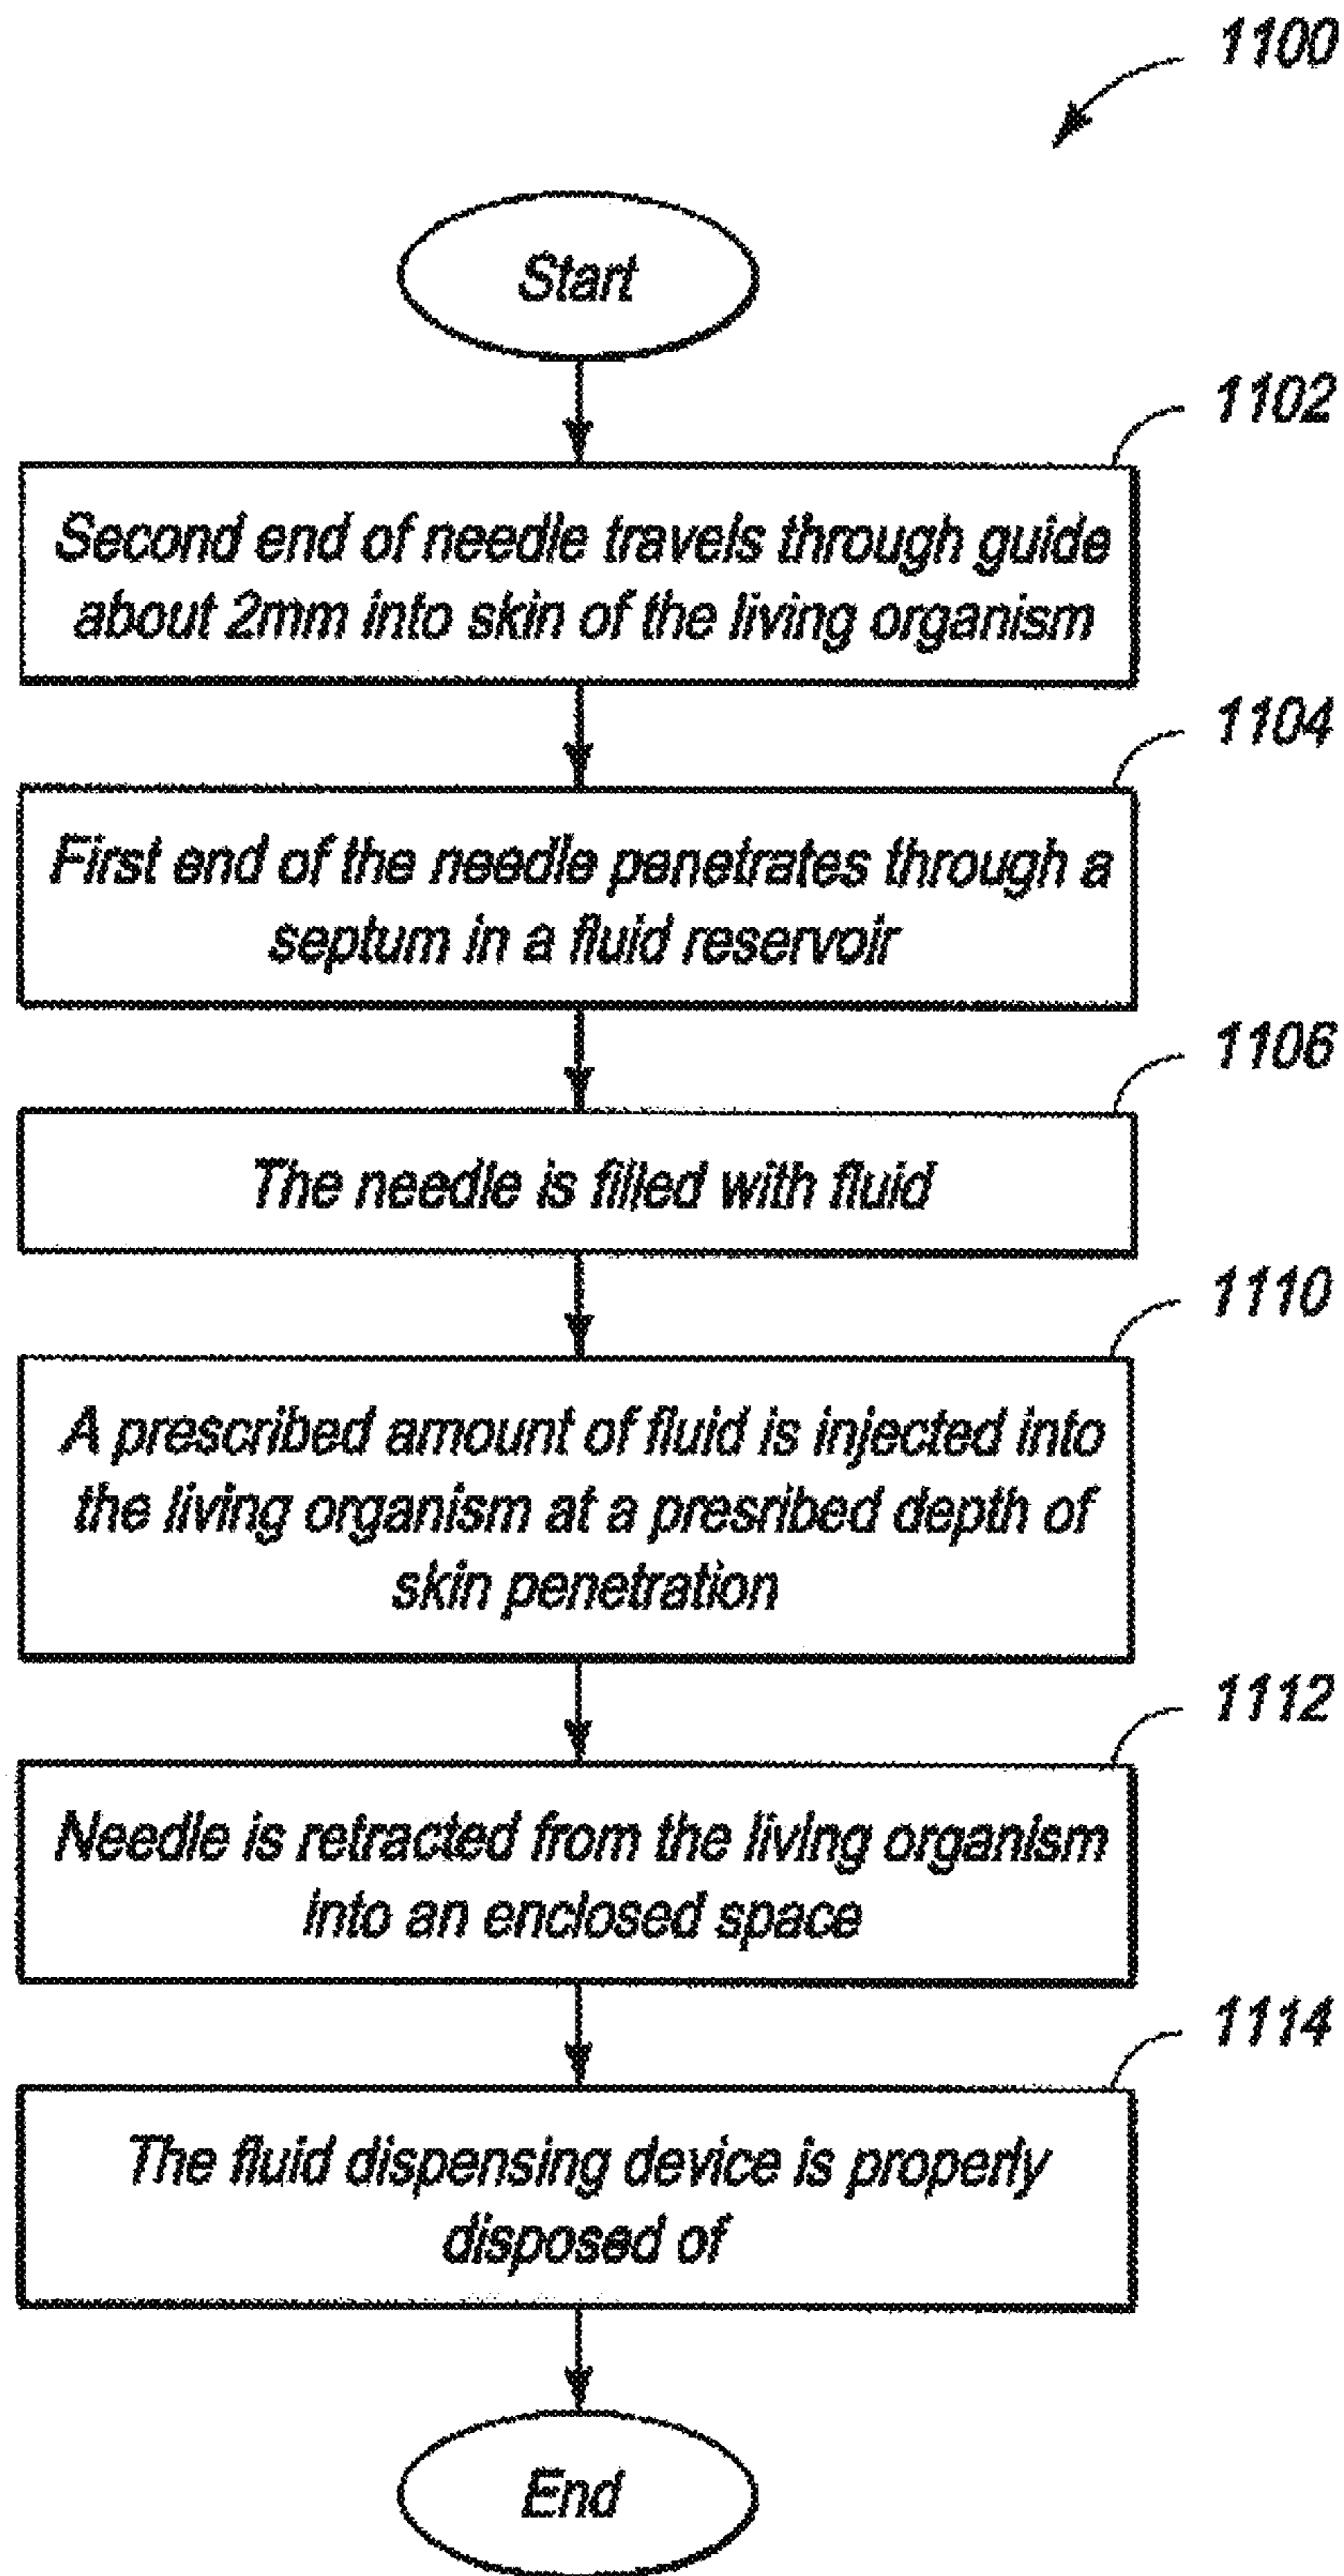 1100
Start
1102
Second end of needle travels through guide
about 2mm into skin of the living organism
1104
First end of the needle penetrates through a
septum in a fluid reservoir
1106
The needle is filled with fluid
1110
A prescribed amount of fluid is injected into
the living organism at a presribed depth of
skin penetration
1112
Needle is retracted from the living organism
into an enclosed space
1114
The fluid dispensing device is properly
disposed of
End